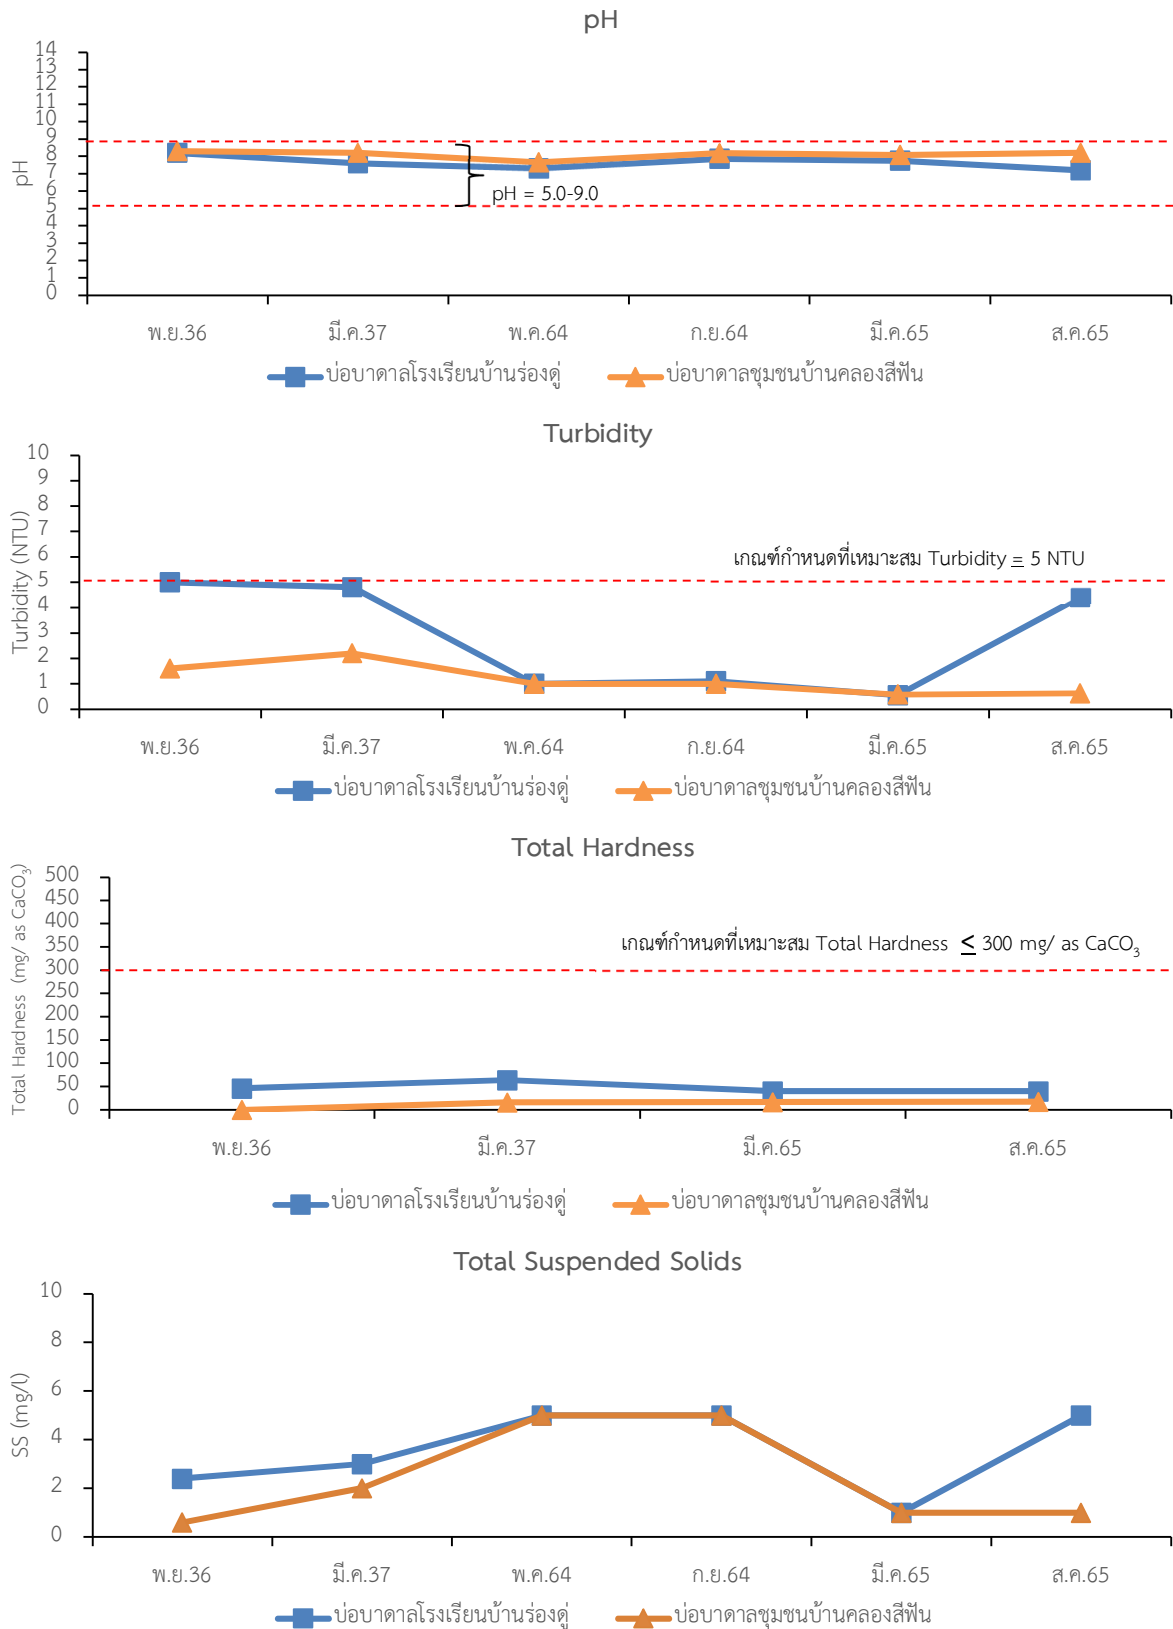 pH
14
13
12
11
10
9
8
7
6
5
4
3
2
1
0
pH
pH = 5.0-9.0
พ.ย.36 มี.ค.37 พ.ค.64 ก.ย.64 มี.ค.65 ส.ค.65
บ่อบาดาลโรงเรียนบ้านร่องดู่ บ่อบาดาลชุมชนบ้านคลองสีฟัน
Turbidity
10
9
8
7
6
5
4
3
2
1
0
Turbidity (NTU)
เกณฑ์กำหนดที่เหมาะสม Turbidity = 5 NTU
พ.ย.36 มี.ค.37 พ.ค.64 ก.ย.64 มี.ค.65 ส.ค.65
บ่อบาดาลโรงเรียนบ้านร่องดู่ บ่อบาดาลชุมชนบ้านคลองสีฟัน
Total Hardness
500
450
400
350
300
250
200
150
100
50
0
Total Hardness (mg/ as CaCO₃)
เกณฑ์กำหนดที่เหมาะสม Total Hardness ≤ 300 mg/ as CaCO₃
พ.ย.36 มี.ค.37 มี.ค.65 ส.ค.65
บ่อบาดาลโรงเรียนบ้านร่องดู่ บ่อบาดาลชุมชนบ้านคลองสีฟัน
Total Suspended Solids
10
8
6
4
2
0
SS (mg/l)
พ.ย.36 มี.ค.37 พ.ค.64 ก.ย.64 มี.ค.65 ส.ค.65
บ่อบาดาลโรงเรียนบ้านร่องดู่ บ่อบาดาลชุมชนบ้านคลองสีฟัน